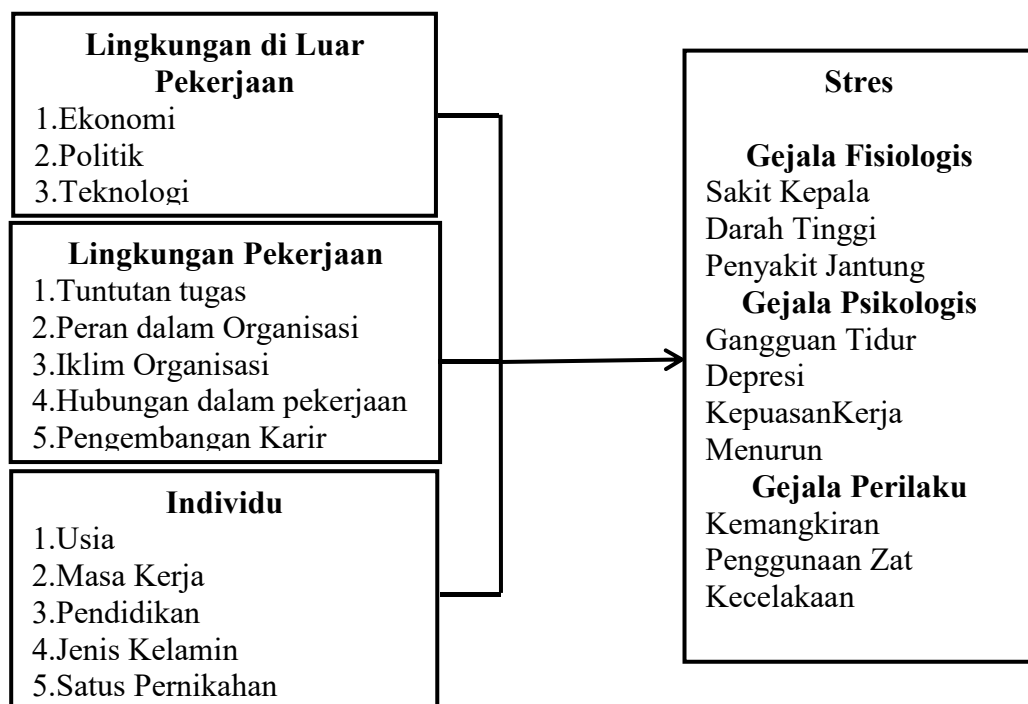 Lingkungan di Luar
Pekerjaan
1.Ekonomi
2.Politik
3.Teknologi
Lingkungan Pekerjaan
1.Tuntutan tugas
2.Peran dalam Organisasi
3.Iklim Organisasi
4.Hubungan dalam pekerjaan
5.Pengembangan Karir
Individu
1.Usia
2.Masa Kerja
3.Pendidikan
4.Jenis Kelamin
5.Satus Pernikahan
Stres
Gejala Fisiologis
Sakit Kepala
Darah Tinggi
Penyakit Jantung
Gejala Psikologis
Gangguan Tidur
Depresi
KepuasanKerja
Menurun
Gejala Perilaku
Kemangkiran
Penggunaan Zat
Kecelakaan